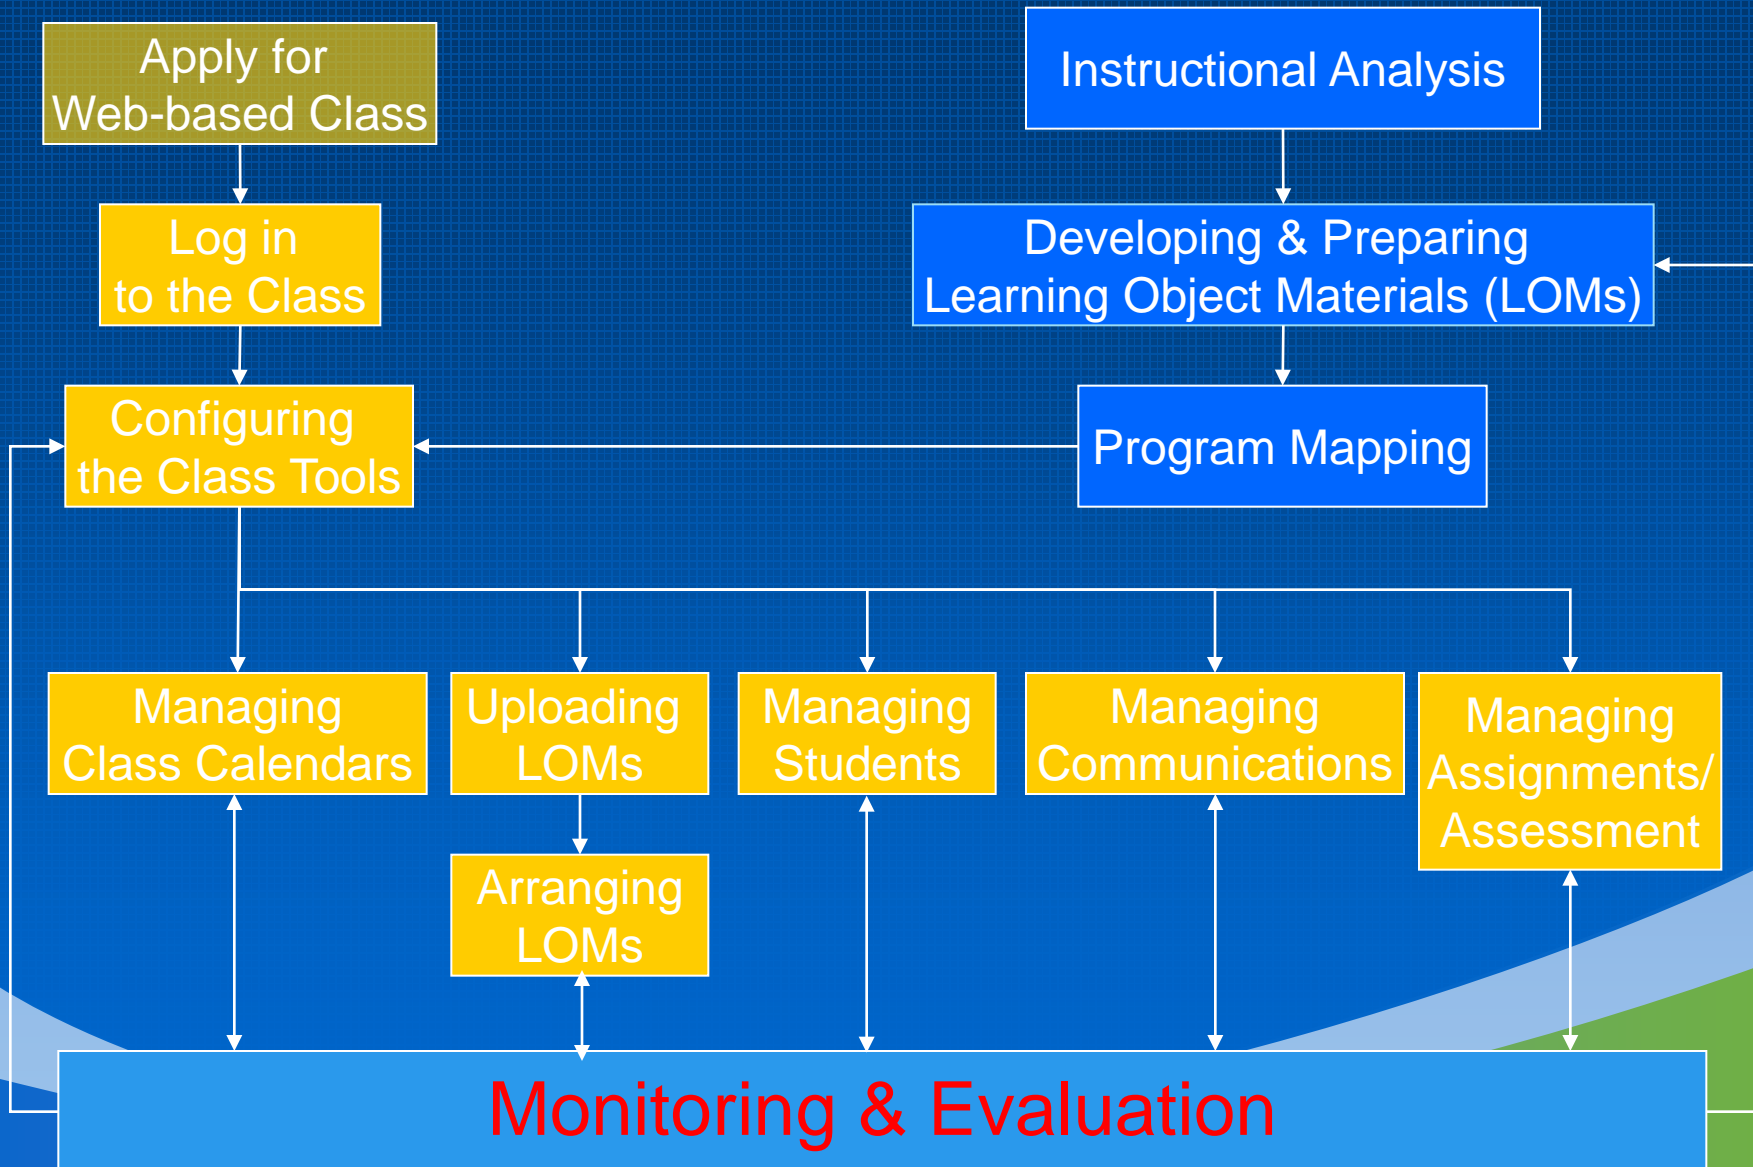 Apply for
Web-based Class
Instructional Analysis
Log in
to the Class
Developing & Preparing
Learning Object Materials (LOMs)
Configuring
the Class Tools
Program Mapping
Managing
Class Calendars
Uploading
LOMs
Managing
Students
Managing
Communications
Managing
Assignments/
Assessment
Arranging
LOMs
Monitoring & Evaluation